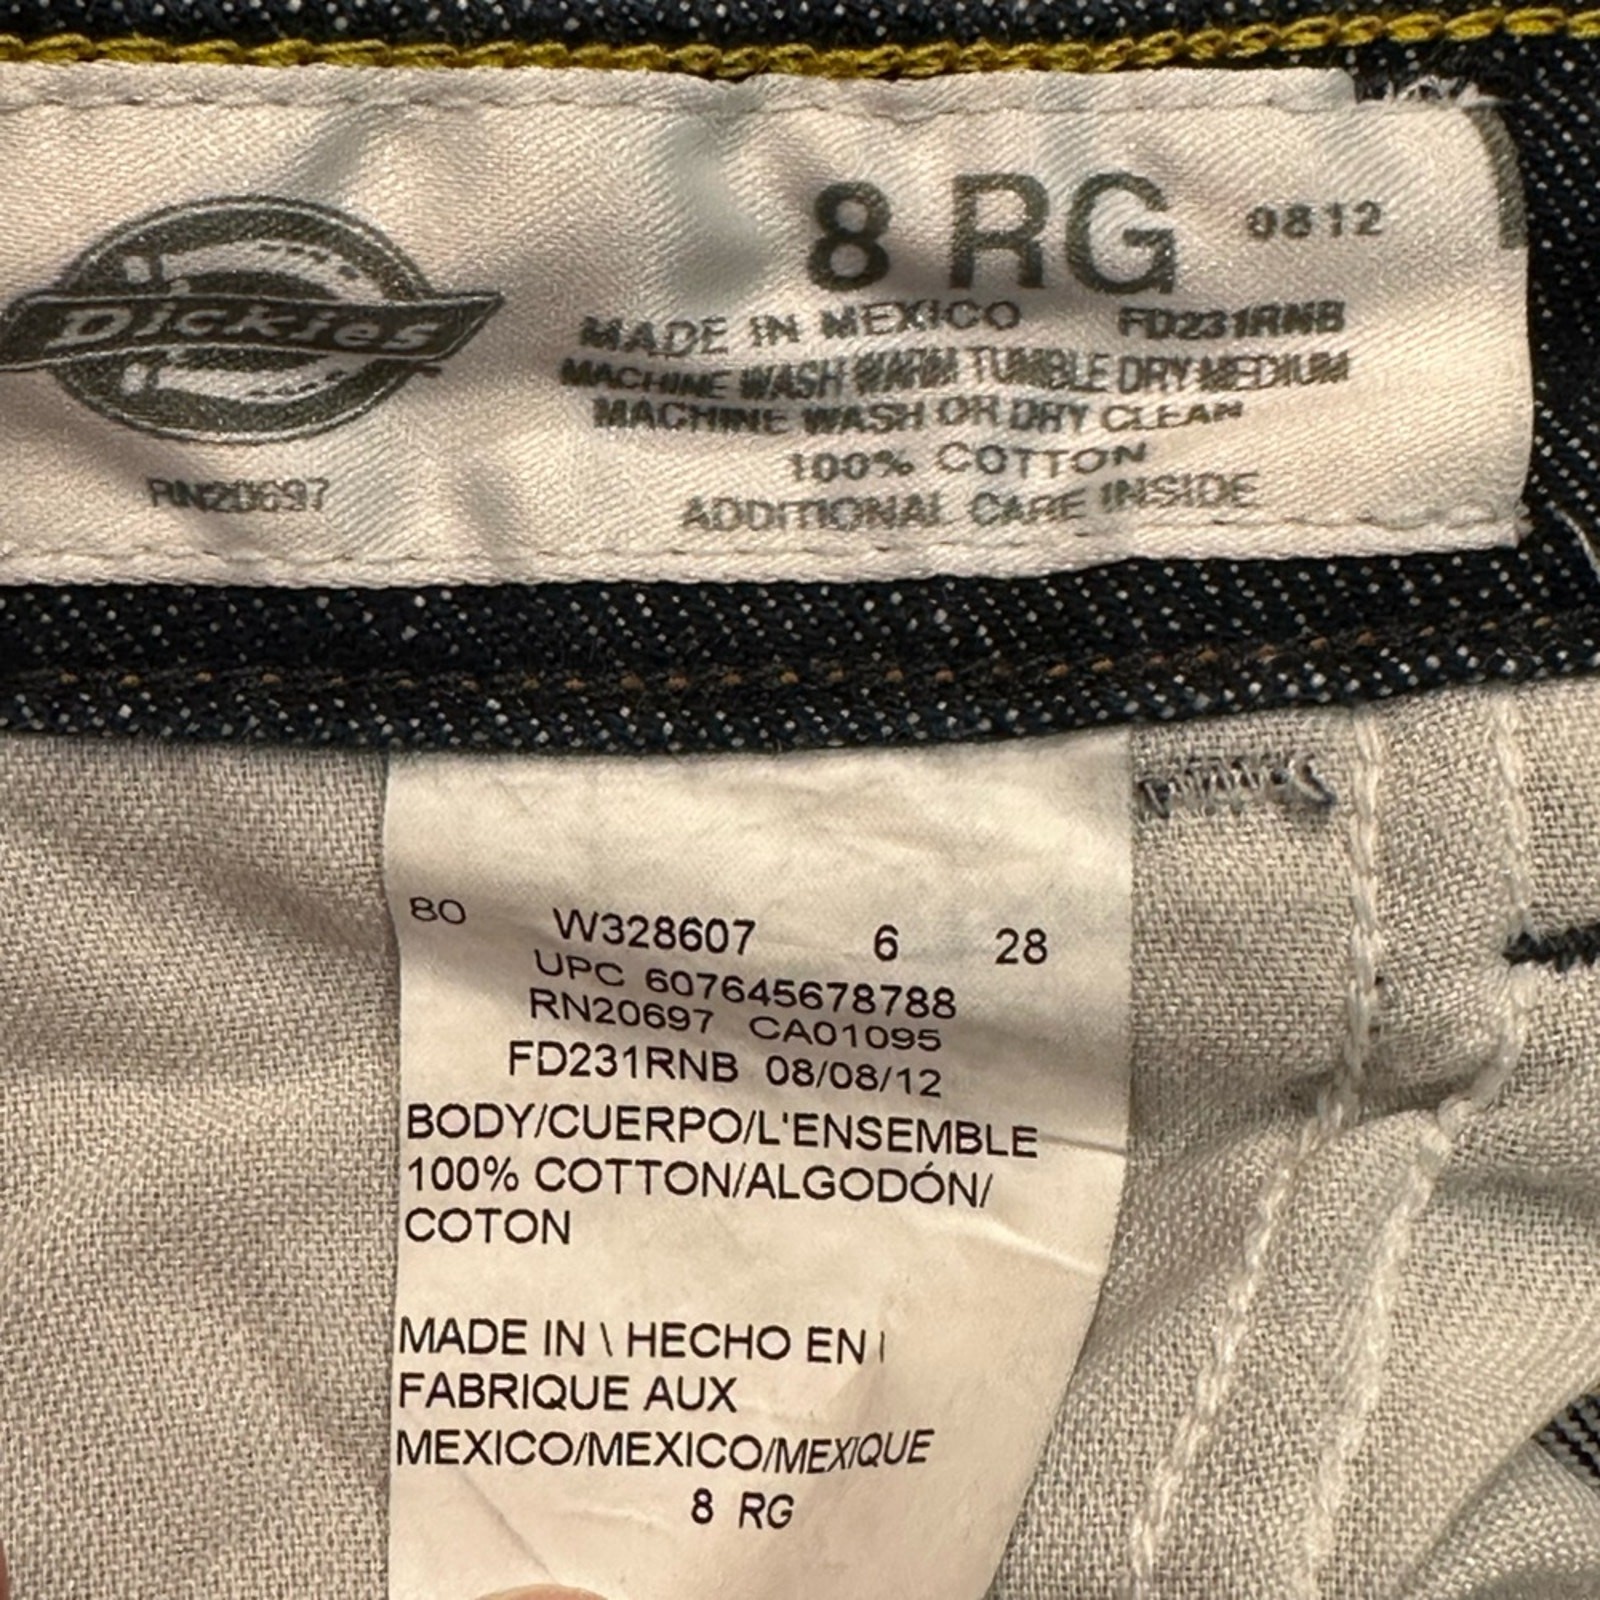 8 RG 0812
Dickies
MADE IN MEXICO FD231RNB
MACHINE WASH WARM TUMBLE DRY MEDIUM
MACHINE WASH OR DRY CLEAN
100% COTTON
RN20697
ADDITIONAL CARE INSIDE
80 W328607 6 28
UPC 607645678788
RN20697 CA01095
FD231RNB 08/08/12
BODY/CUERPO/L'ENSEMBLE
100% COTTON/ALGODÓN/
COTON
MADE IN \ HECHO EN \
FABRIQUE AUX
MEXICO/MEXICO/MEXIQUE
8 RG